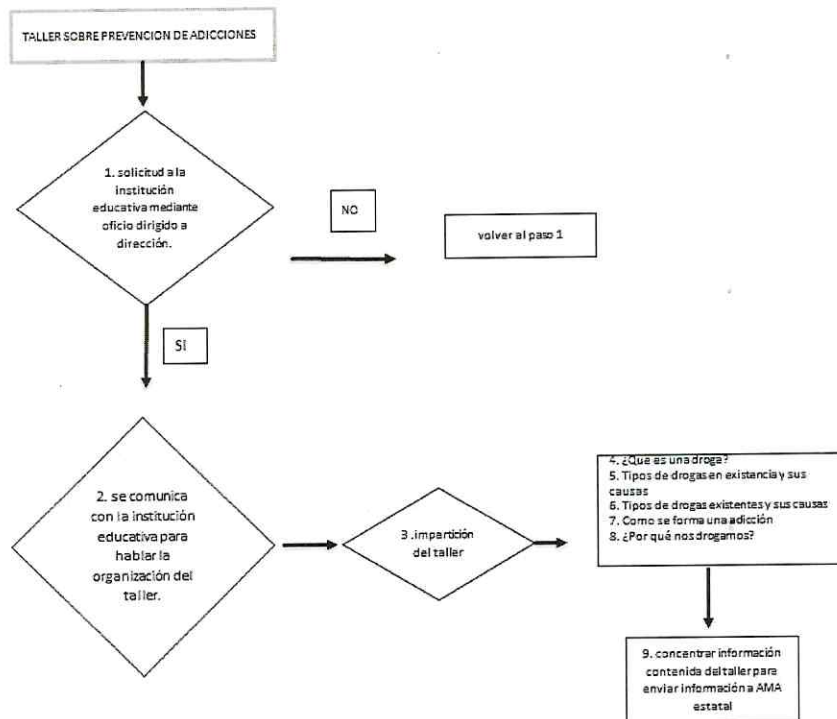 TALLER SOBRE PREVENCION DE ADICCIONES
1. solicitud a la
institución
educativa mediante
oficio dirigido a
dirección.
NO
volver al paso 1
SI
2. se comunica
con la institución
educativa para
hablar la
organización del
taller.
3. impartición
del taller
4. ¿Que es una droga?
5. Tipos de drogas en existencia y sus
causas
6. Tipos de drogas existentes y sus causas
7. Como se forma una adicción
8. ¿Por qué nos drogamos?
9. concentrar información
contenida del taller para
enviar información a AMA
estatal